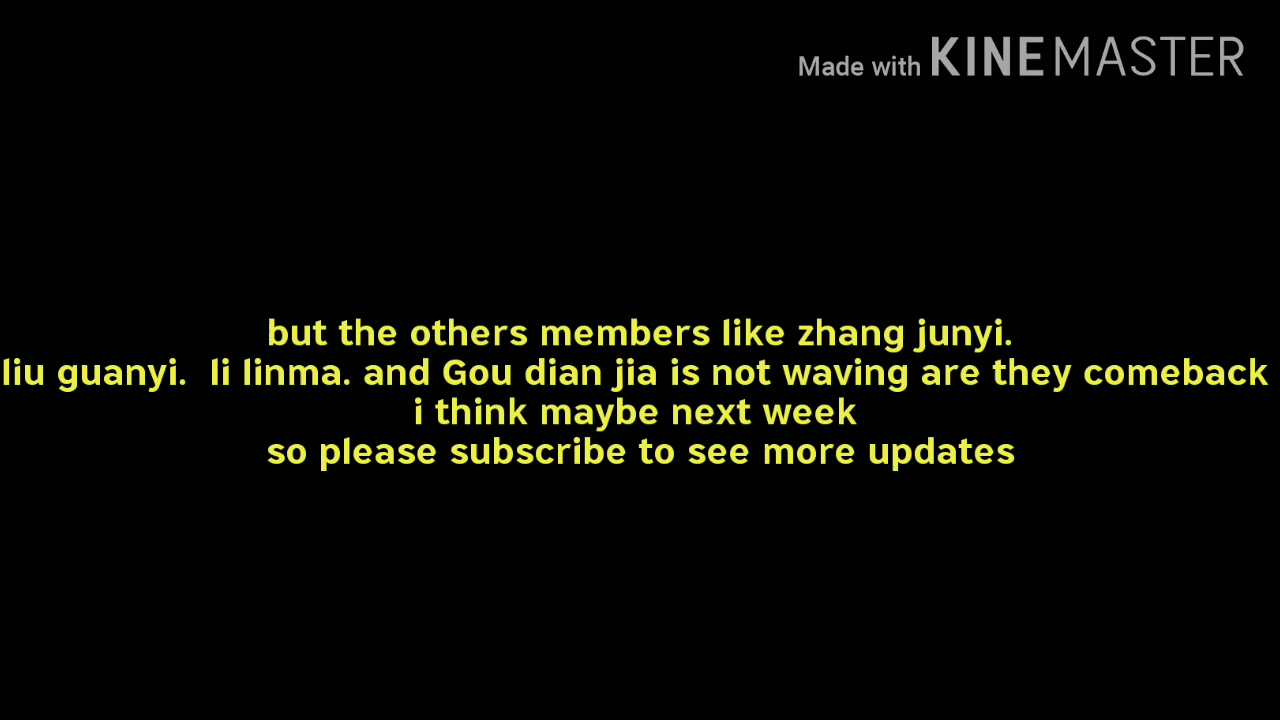 Made with KINEMASTER
but the others members like zhang junyi.
liu guanyi.  li linma. and Gou dian jia is not waving are they comeback
i think maybe next week
so please subscribe to see more updates